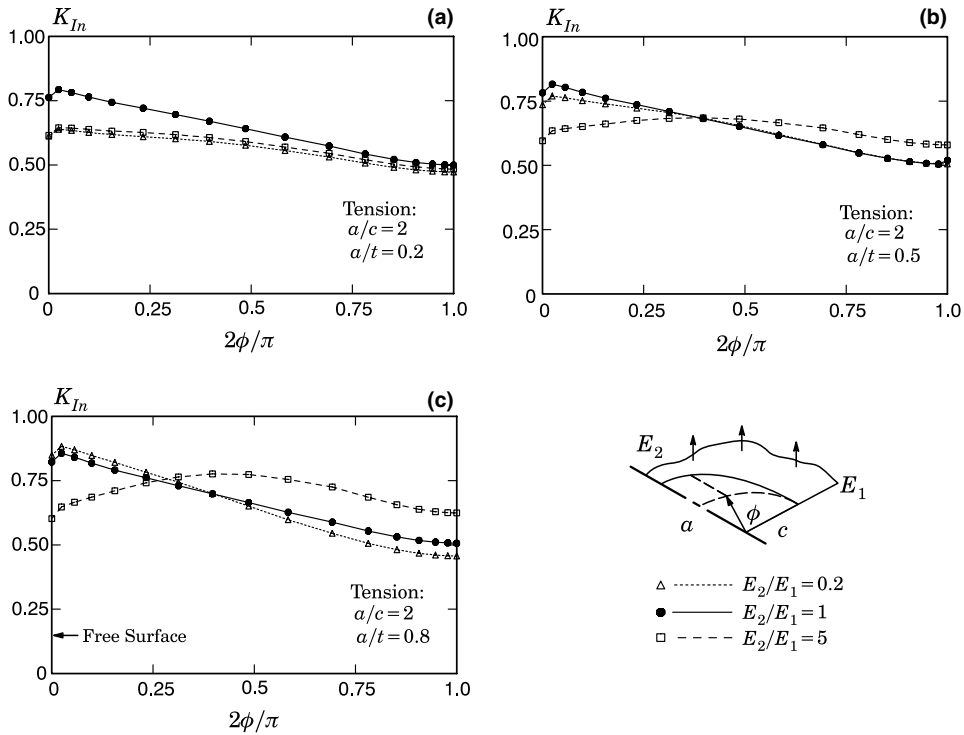 K_In (a)
1.00
0.75
0.50
0.25
0
0 0.25 0.5 0.75 1.0
2ϕ/π
Tension:
a/c = 2
a/t = 0.2
K_In (b)
1.00
0.75
0.50
0.25
0
0 0.25 0.5 0.75 1.0
2ϕ/π
Tension:
a/c = 2
a/t = 0.5
K_In (c)
1.00
0.75
0.50
0.25
0
0 0.25 0.5 0.75 1.0
2ϕ/π
Tension:
a/c = 2
a/t = 0.8
Free Surface
E_2
E_1
a
ϕ
c
E_2/E_1 = 0.2
E_2/E_1 = 1
E_2/E_1 = 5